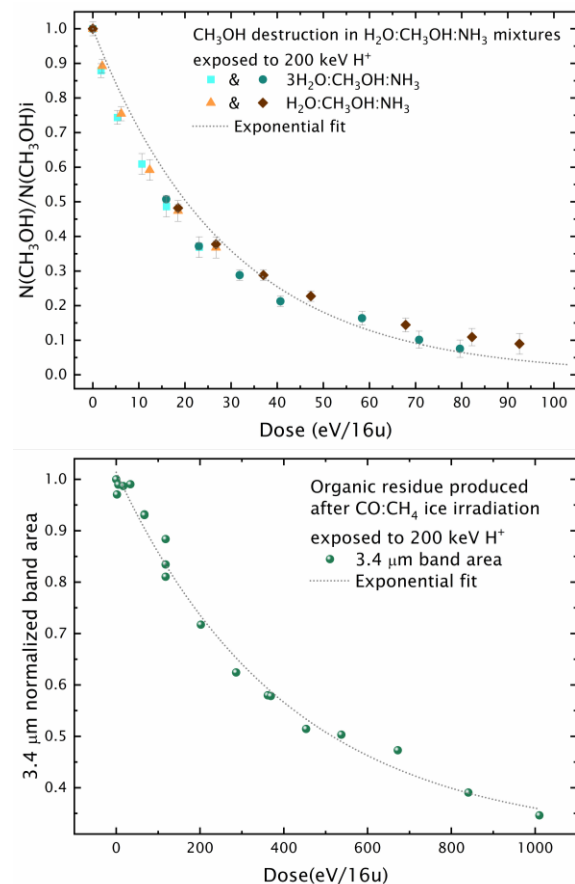 CH₃OH destruction in H₂O:CH₃OH:NH₃ mixtures
exposed to 200 keV H⁺
& 3H₂O:CH₃OH:NH₃
& H₂O:CH₃OH:NH₃
Exponential fit
N(CH₃OH)/N(CH₃OH)i
1.0
0.9
0.8
0.7
0.6
0.5
0.4
0.3
0.2
0.1
0.0
0 10 20 30 40 50 60 70 80 90 100
Dose (eV/16u)
Organic residue produced
after CO:CH₄ ice irradiation
exposed to 200 keV H⁺
3.4 μm band area
Exponential fit
3.4 μm normalized band area
1.0
0.9
0.8
0.7
0.6
0.5
0.4
0 200 400 600 800 1000
Dose(eV/16u)